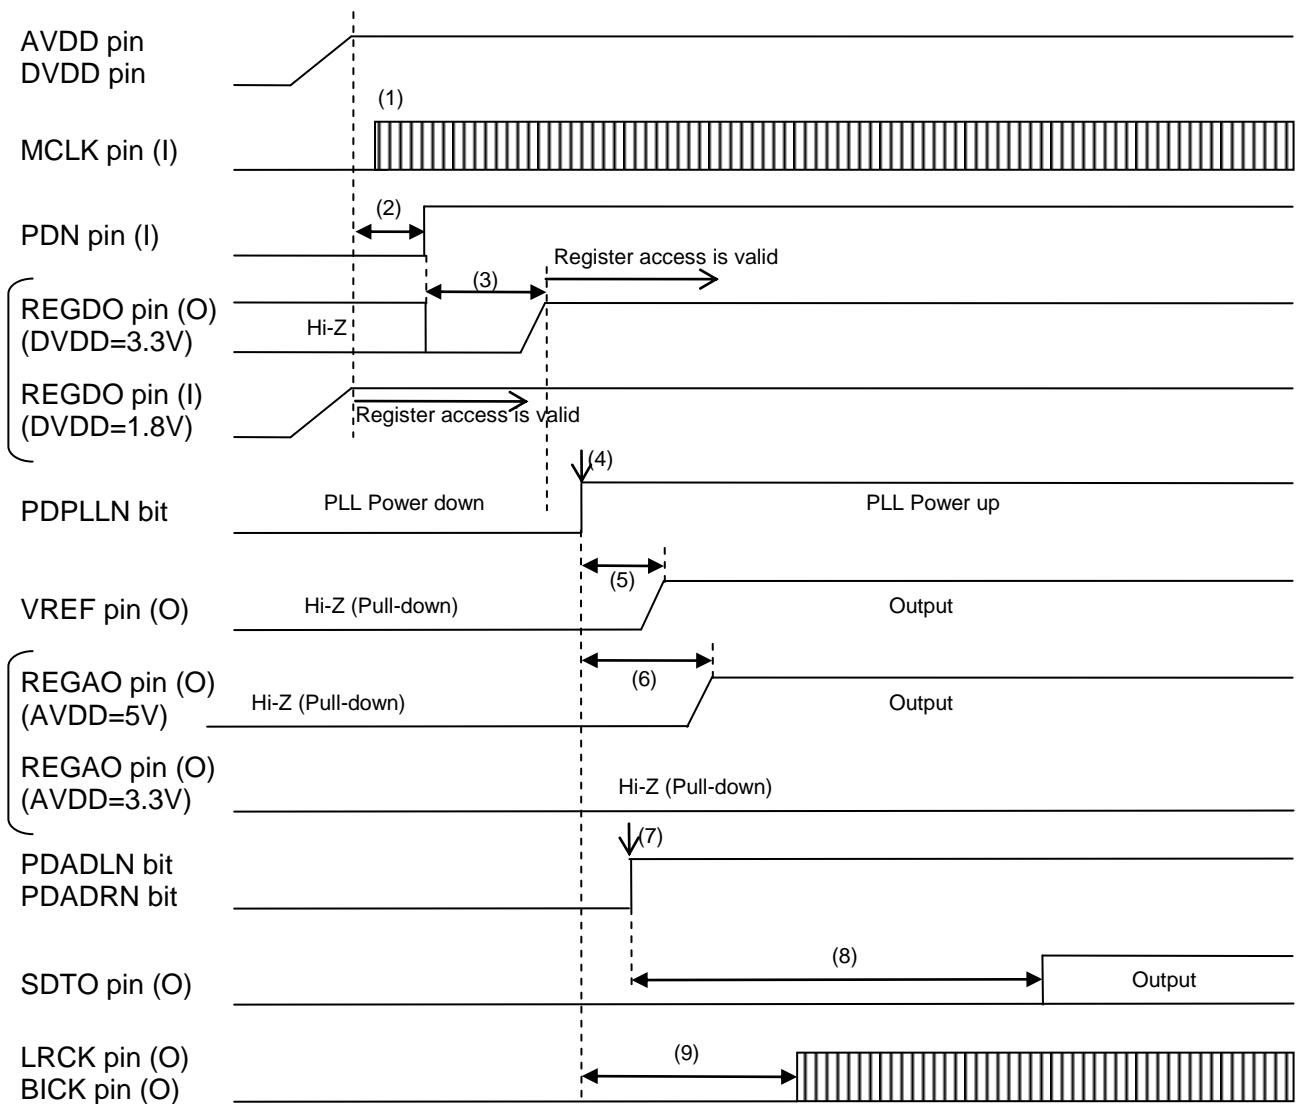 AVDD pin
DVDD pin
(1)
MCLK pin (I)
(2)
PDN pin (I)
Register access is valid
(3)
REGDO pin (O)
(DVDD=3.3V)
Hi-Z
REGDO pin (I)
(DVDD=1.8V)
Register access is valid
(4)
PDPLLN bit
PLL Power down
PLL Power up
(5)
VREF pin (O)
Hi-Z (Pull-down)
Output
REGAO pin (O)
(AVDD=5V)
Hi-Z (Pull-down)
(6)
Output
REGAO pin (O)
(AVDD=3.3V)
Hi-Z (Pull-down)
(7)
PDADLN bit
PDADRN bit
(8)
SDTO pin (O)
Output
(9)
LRCK pin (O)
BICK pin (O)